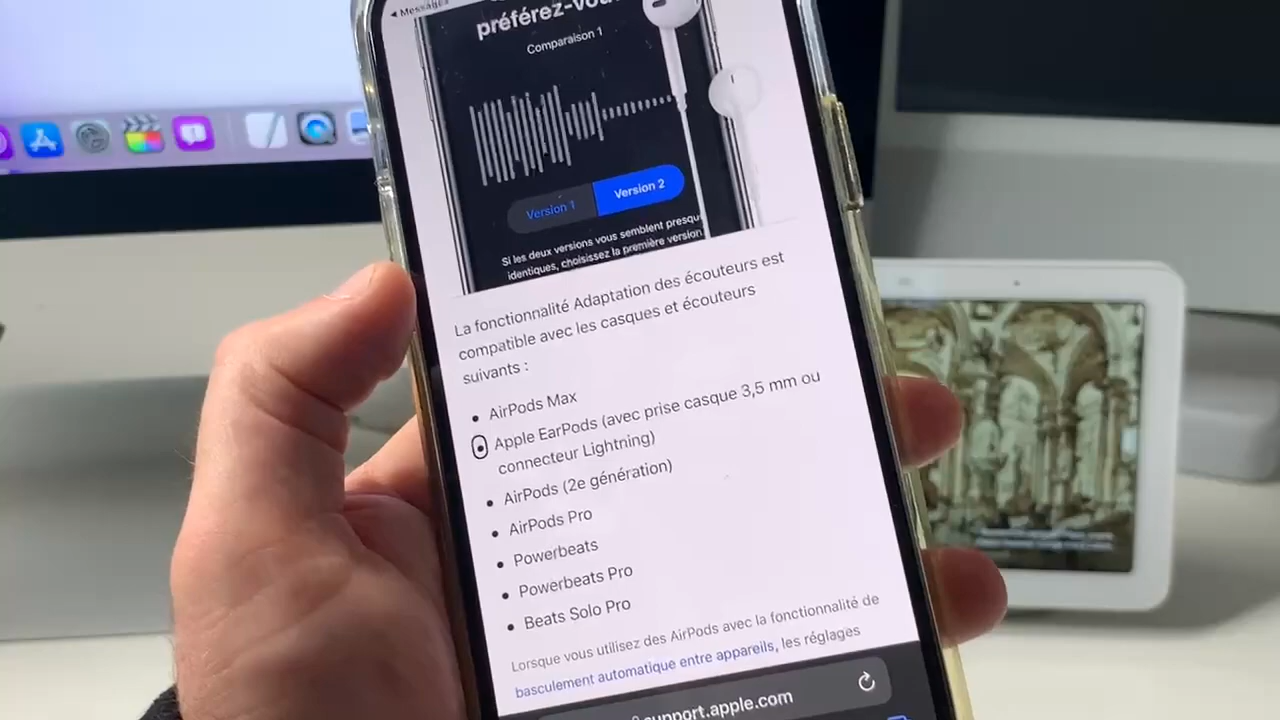 Messages
préférez-vou
Comparaison 1
Version 1
Version 2
Si les deux versions vous semblent presqu
identiques, choisissez la première version.
La fonctionnalité Adaptation des écouteurs est
compatible avec les casques et écouteurs
suivants :
• AirPods Max
• Apple EarPods (avec prise casque 3,5 mm ou
connecteur Lightning)
• AirPods (2e génération)
• AirPods Pro
• Powerbeats
• Powerbeats Pro
• Beats Solo Pro
Lorsque vous utilisez des AirPods avec la fonctionnalité de
basculement automatique entre appareils, les réglages
support.apple.com